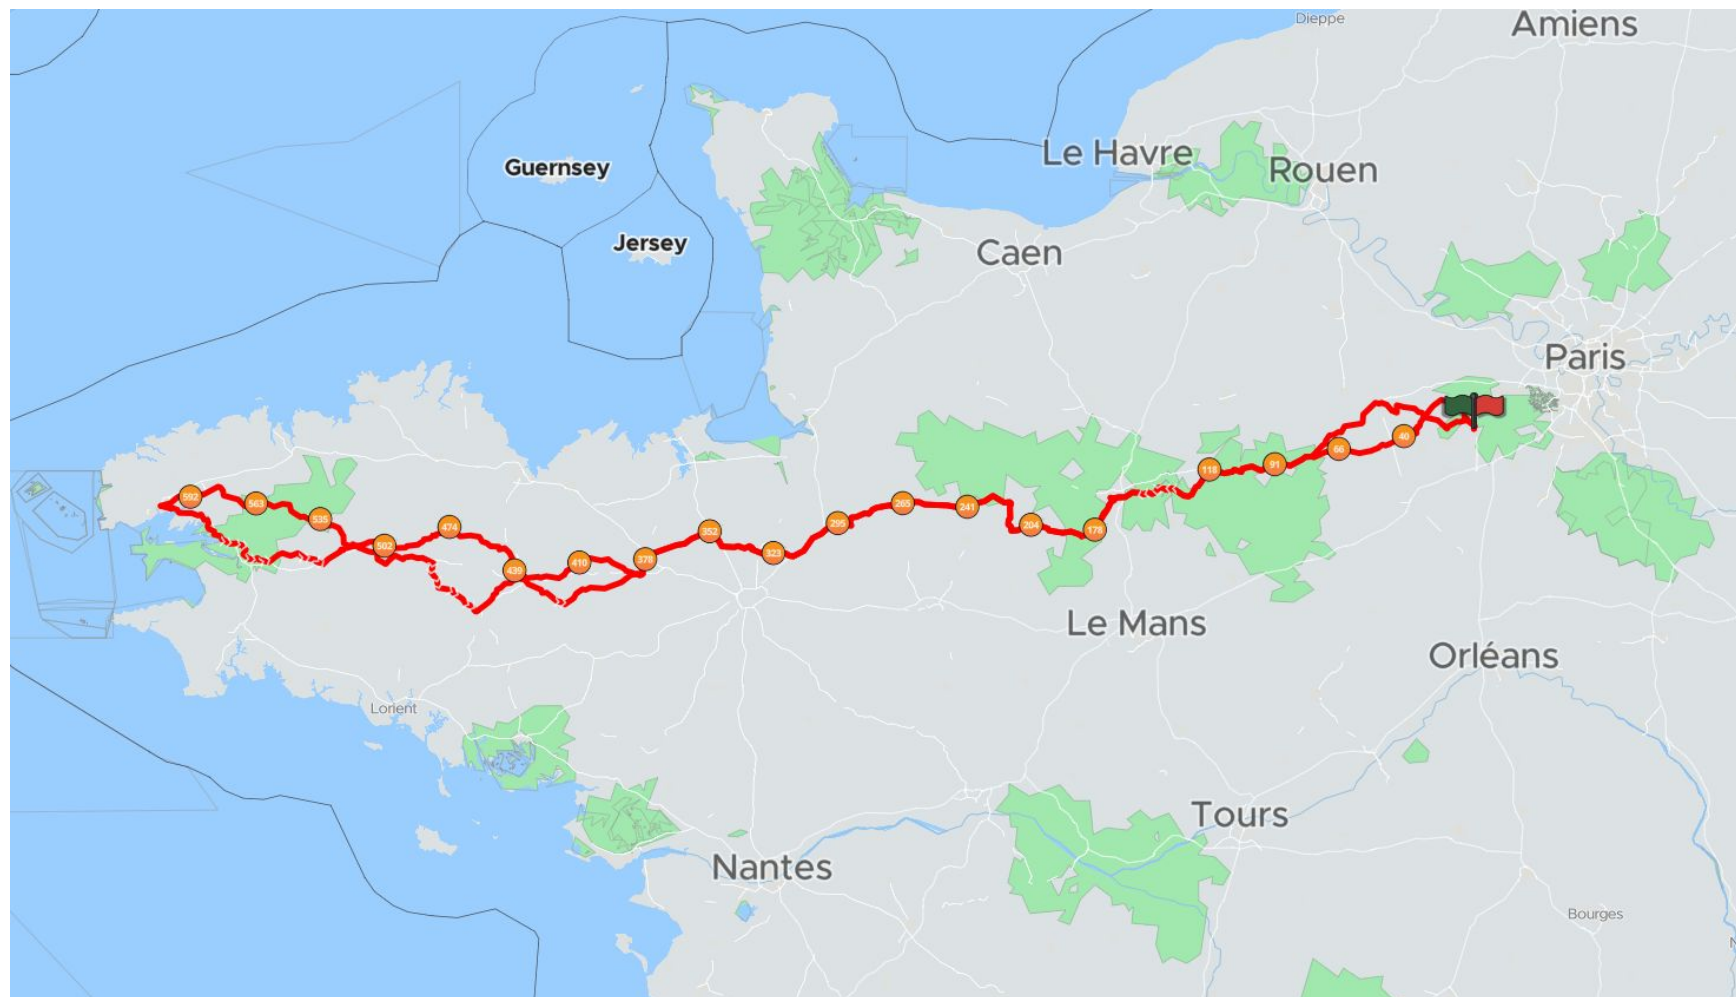 Dieppe
Amiens
Guernsey
Le Havre
Rouen
Jersey
Caen
Paris
40
66
91
118
592
563
265
241
535
474
352
295
204
178
502
439
410
378
323
Le Mans
Orléans
Lorient
Tours
Nantes
Bourges
N